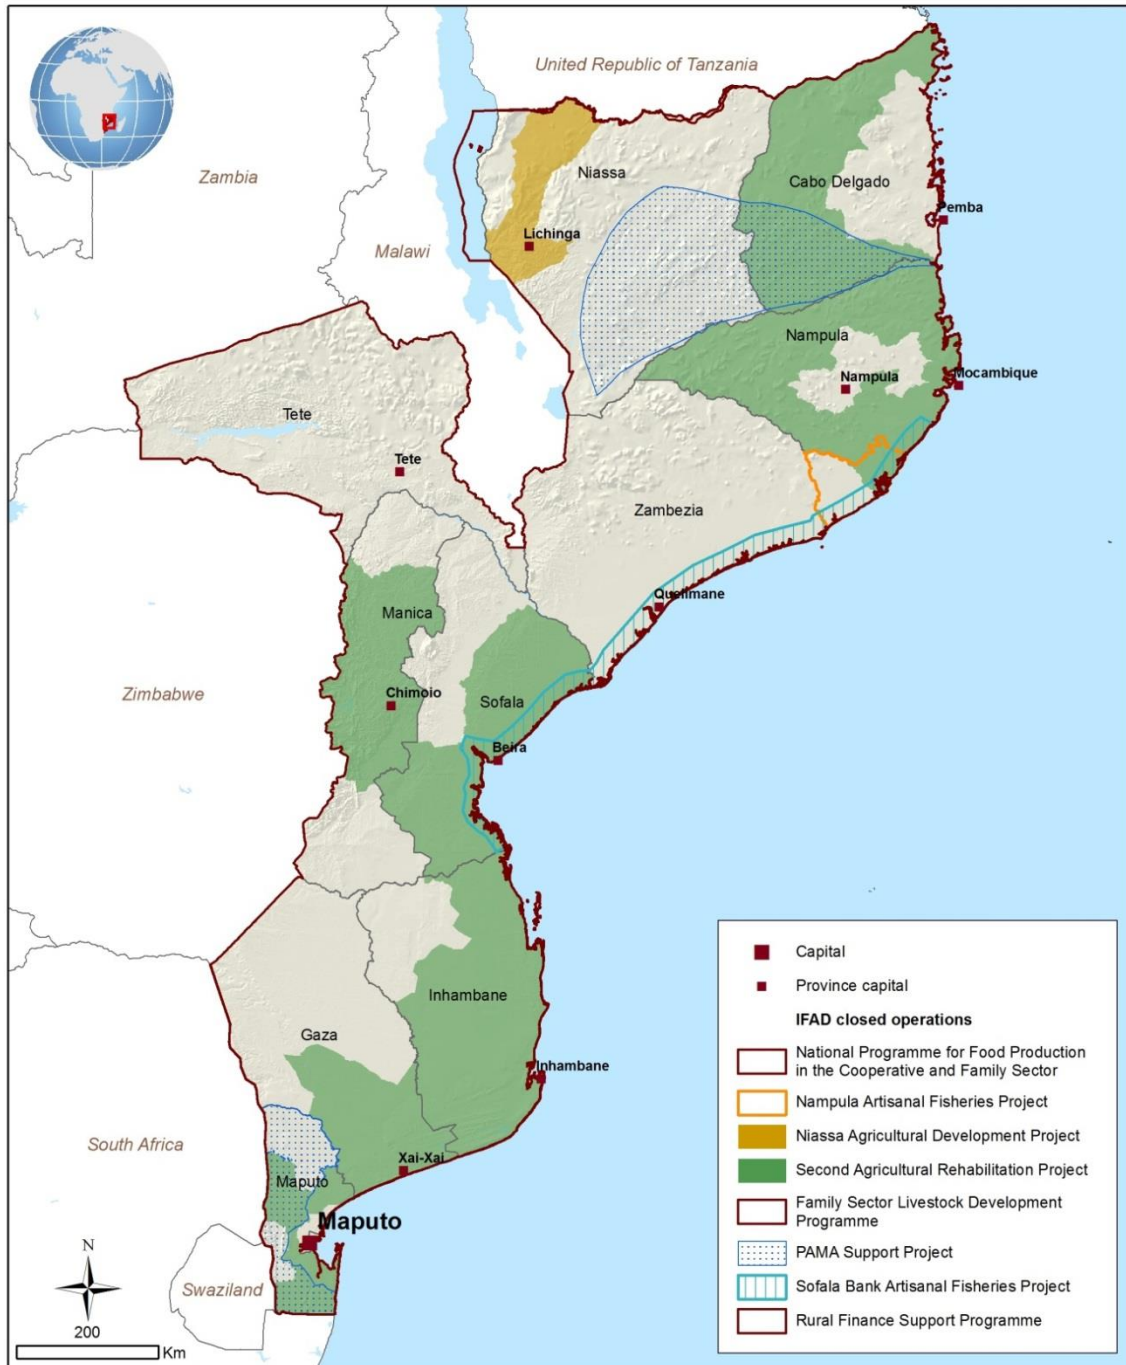 United Republic of Tanzania
Zambia
Niassa
Cabo Delgado
Pemba
Lichinga
Malawi
Nampula
Nampula
Mocambique
Tete
Tete
Zambezia
Quelimane
Manica
Zimbabwe
Chimoio
Sofala
Beira
Inhambane
Gaza
Inhambane
South Africa
Xai-Xai
Maputo
Maputo
Swaziland
N
200
Km
Capital
Province capital
IFAD closed operations
National Programme for Food Production
in the Cooperative and Family Sector
Nampula Artisanal Fisheries Project
Niassa Agricultural Development Project
Second Agricultural Rehabilitation Project
Family Sector Livestock Development
Programme
PAMA Support Project
Sofala Bank Artisanal Fisheries Project
Rural Finance Support Programme